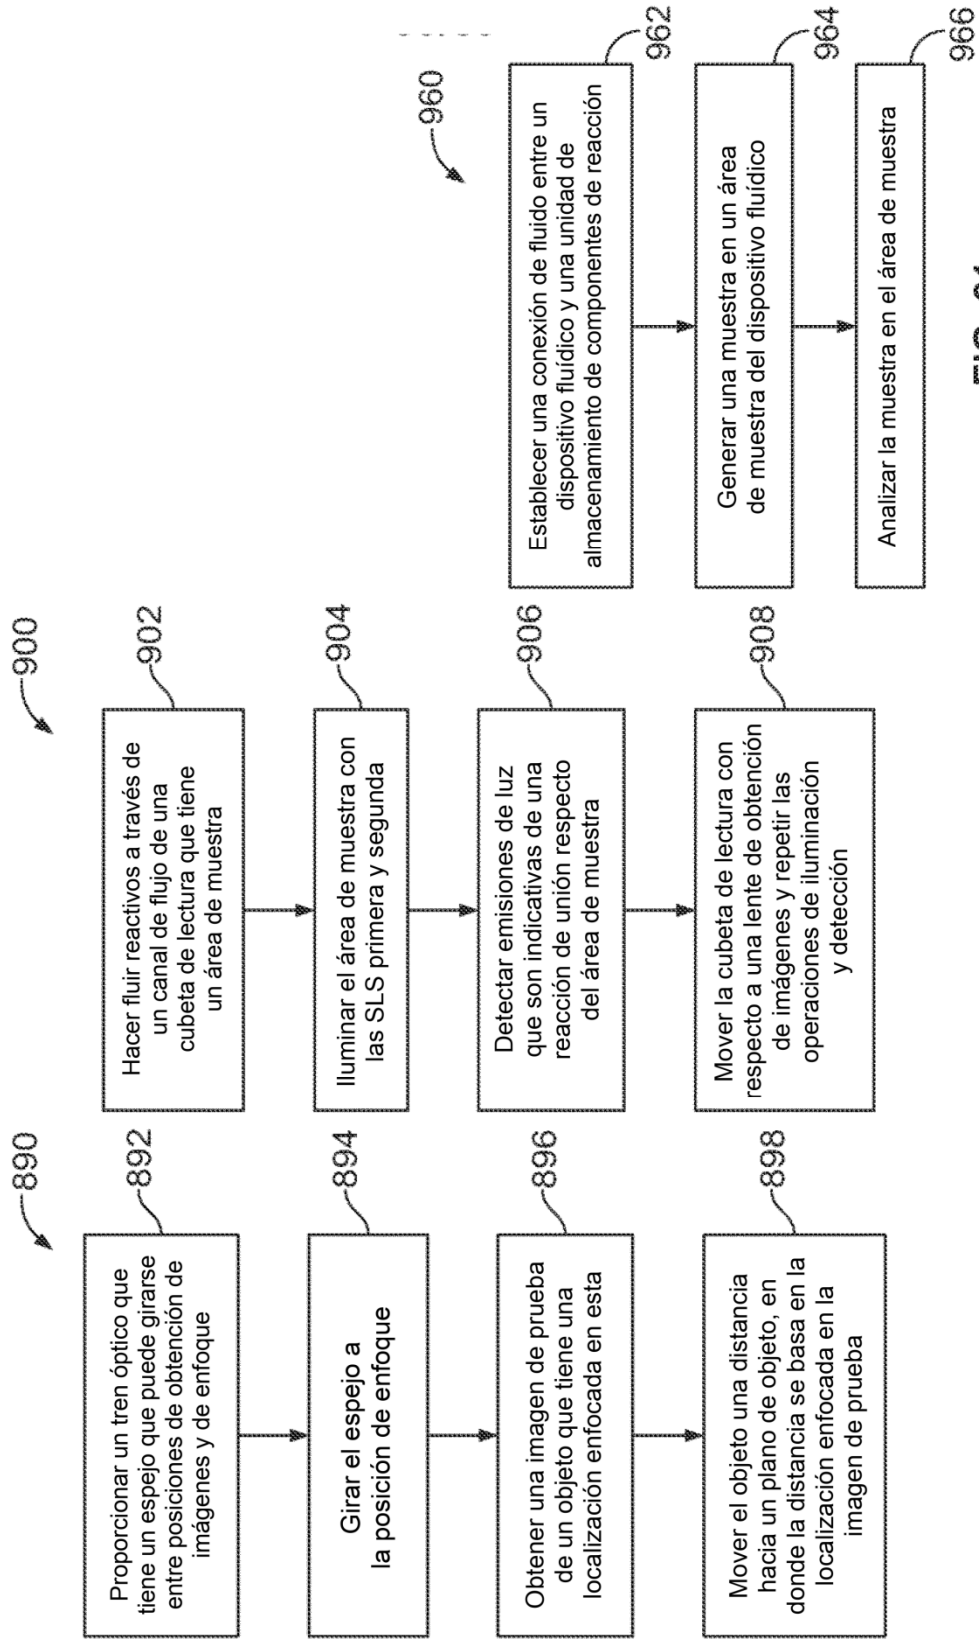 890
892
Proporcionar un tren óptico que
tiene un espejo que puede girarse
entre posiciones de obtención de
imágenes y de enfoque
894
Girar el espejo a
la posición de enfoque
896
Obtener una imagen de prueba
de un objeto que tiene una
localización enfocada en esta
898
Mover el objeto una distancia
hacia un plano de objeto, en
donde la distancia se basa en la
localización enfocada en la
imagen de prueba
900
902
Hacer fluir reactivos a través de
un canal de flujo de una
cubeta de lectura que tiene
un área de muestra
904
Iluminar el área de muestra con
las SLS primera y segunda
906
Detectar emisiones de luz
que son indicativas de una
reacción de unión respecto
del área de muestra
908
Mover la cubeta de lectura con
respecto a una lente de obtención
de imágenes y repetir las
operaciones de iluminación
y detección
960
962
Establecer una conexión de fluido entre un
dispositivo fluídico y una unidad de
almacenamiento de componentes de reacción
964
Generar una muestra en un área
de muestra del dispositivo fluídico
966
Analizar la muestra en el área de muestra